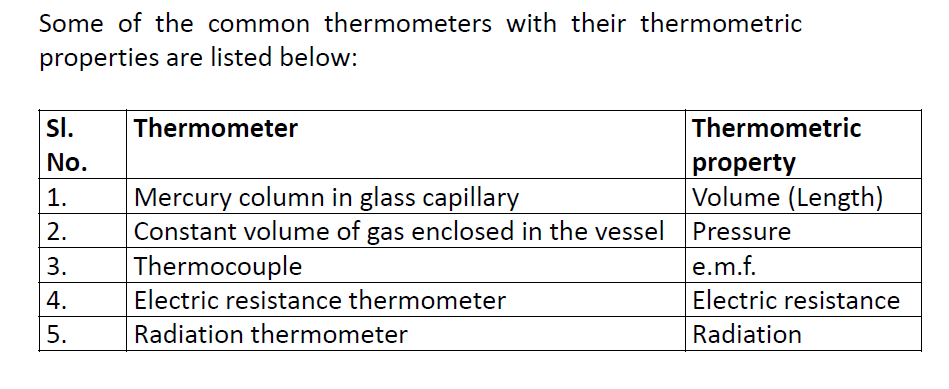 Some of the common thermometers with their thermometric
properties are listed below:
Sl. No. Thermometer Thermometric property
1. Mercury column in glass capillary Volume (Length)
2. Constant volume of gas enclosed in the vessel Pressure
3. Thermocouple e.m.f.
4. Electric resistance thermometer Electric resistance
5. Radiation thermometer Radiation